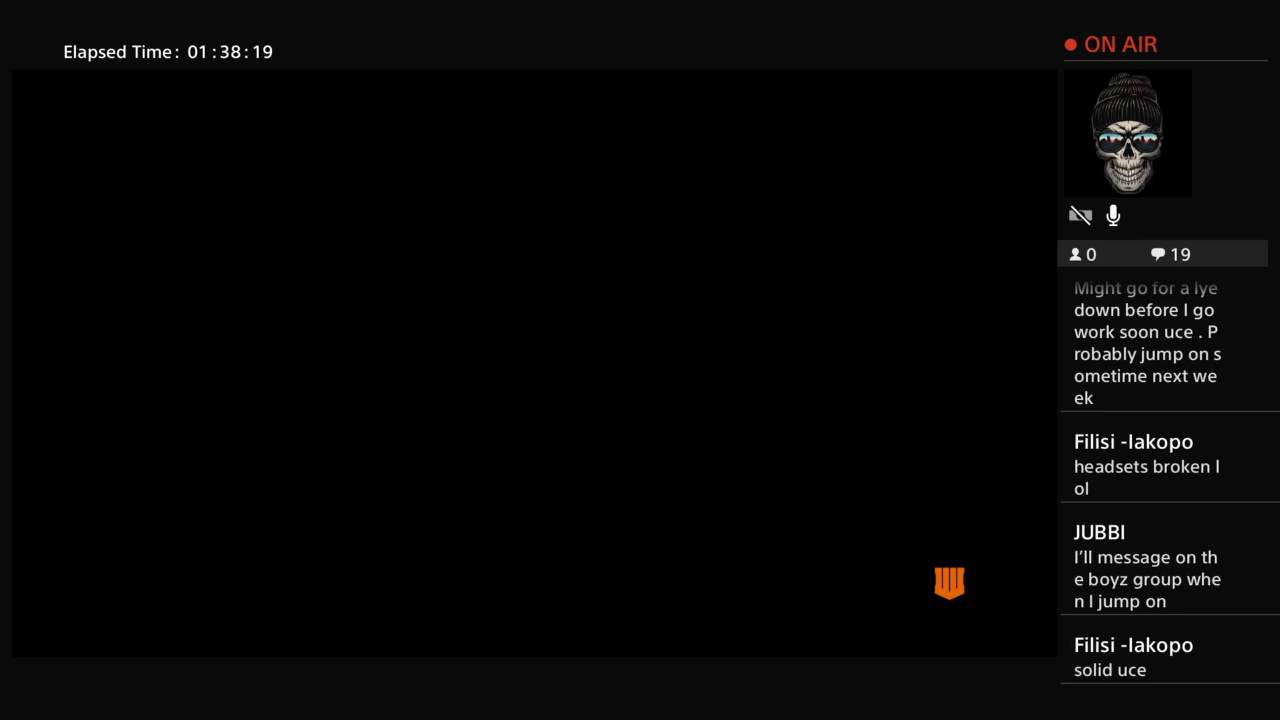 Elapsed Time: 01:38:19
ON AIR
0 19
Might go for a lye
down before I go
work soon uce . P
robably jump on s
ometime next we
ek
Filisi -Iakopo
headsets broken l
ol
JUBBI
I'll message on th
e boyz group whe
n I jump on
Filisi -Iakopo
solid uce